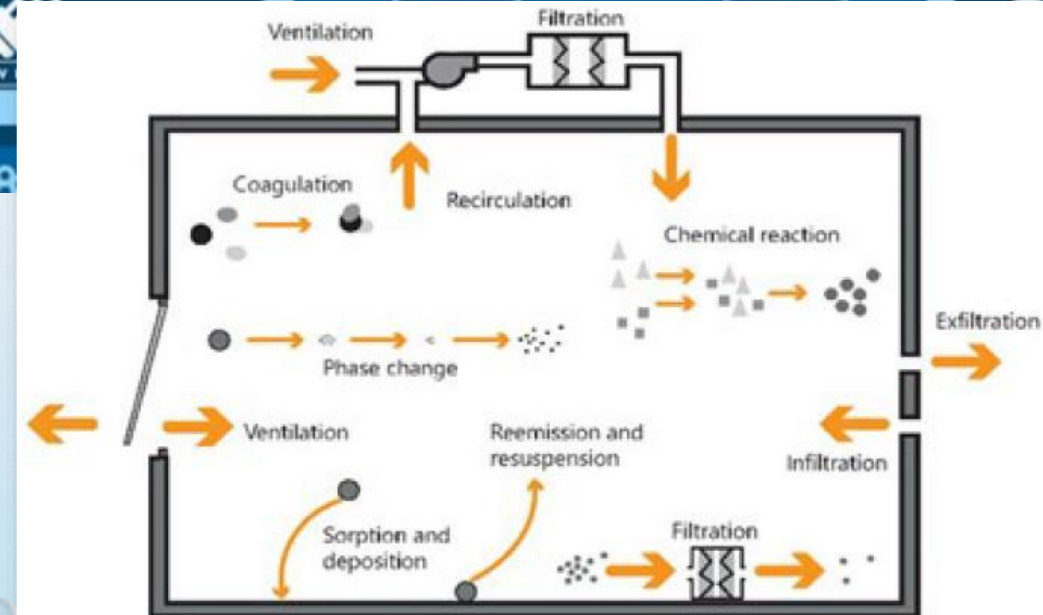 Filtration
Ventilation
Coagulation
Recirculation
Chemical reaction
Exfiltration
Phase change
Ventilation
Reemission and
resuspension
Infiltration
Sorption and
deposition
Filtration